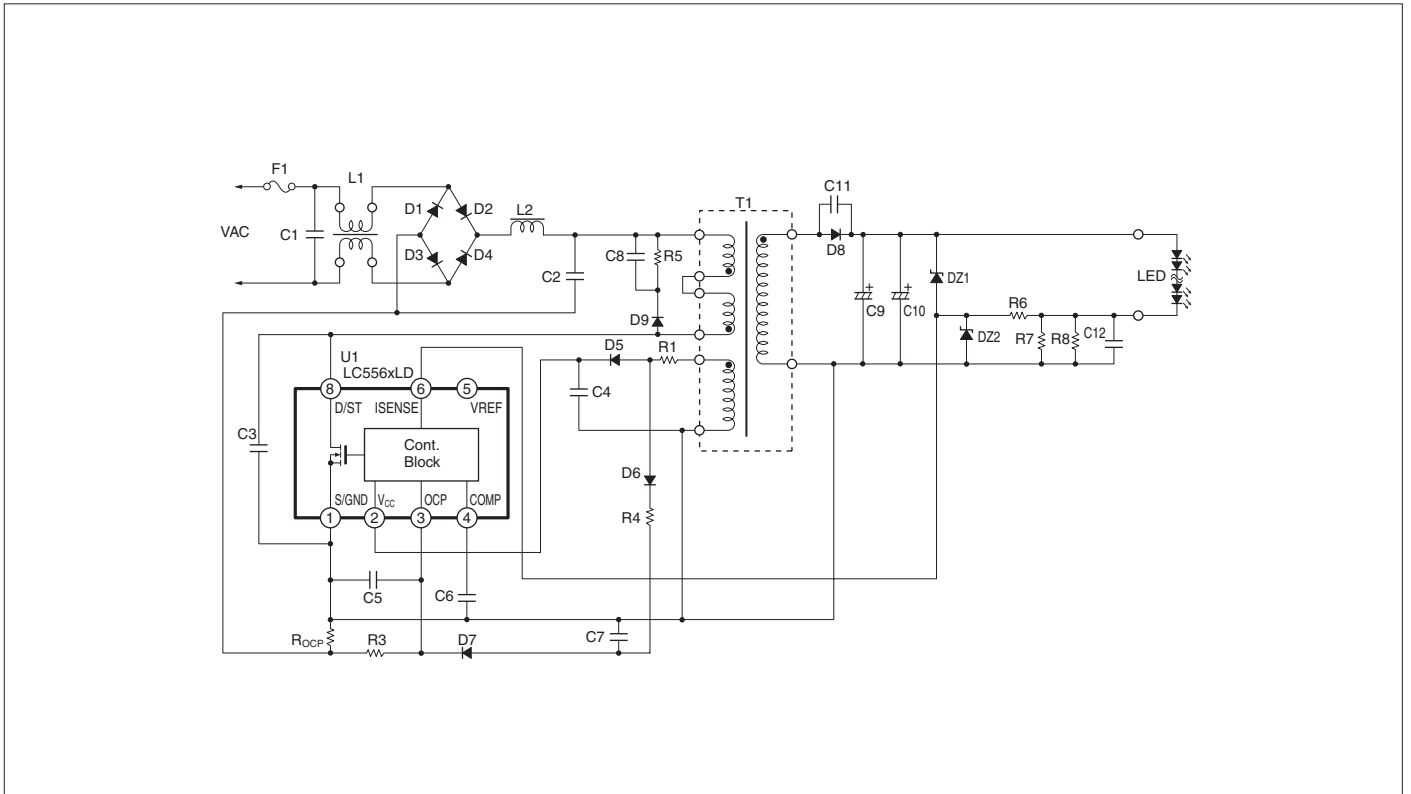 F1
L1
VAC
C1
D1
D2
D3
D4
L2
C2
C8
R5
D9
T1
C11
D8
C9
C10
DZ1
DZ2
R6
R7
R8
C12
LED
D5
R1
C4
D6
R4
U1
LC556xLD
8
6
5
D/ST
ISENSE
VREF
C3
Cont.
Block
S/GND
VCC
OCP
COMP
1
2
3
4
C5
C6
C7
ROCP
R3
D7
+
+